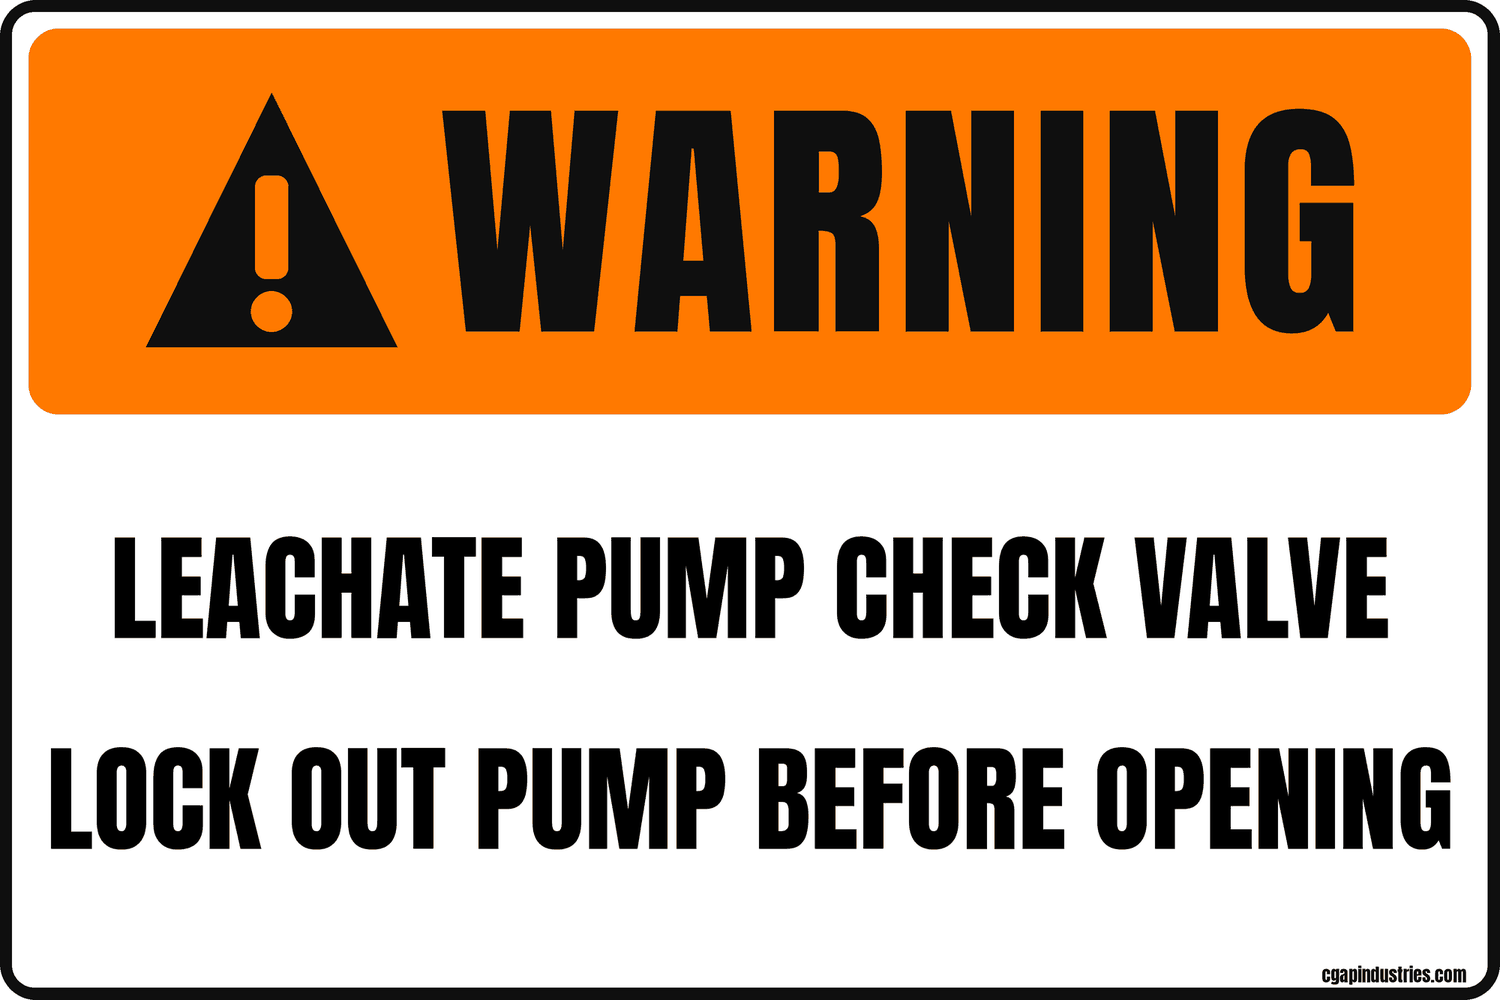 WARNING
LEACHATE PUMP CHECK VALVE
LOCK OUT PUMP BEFORE OPENING
cgapindustries.com